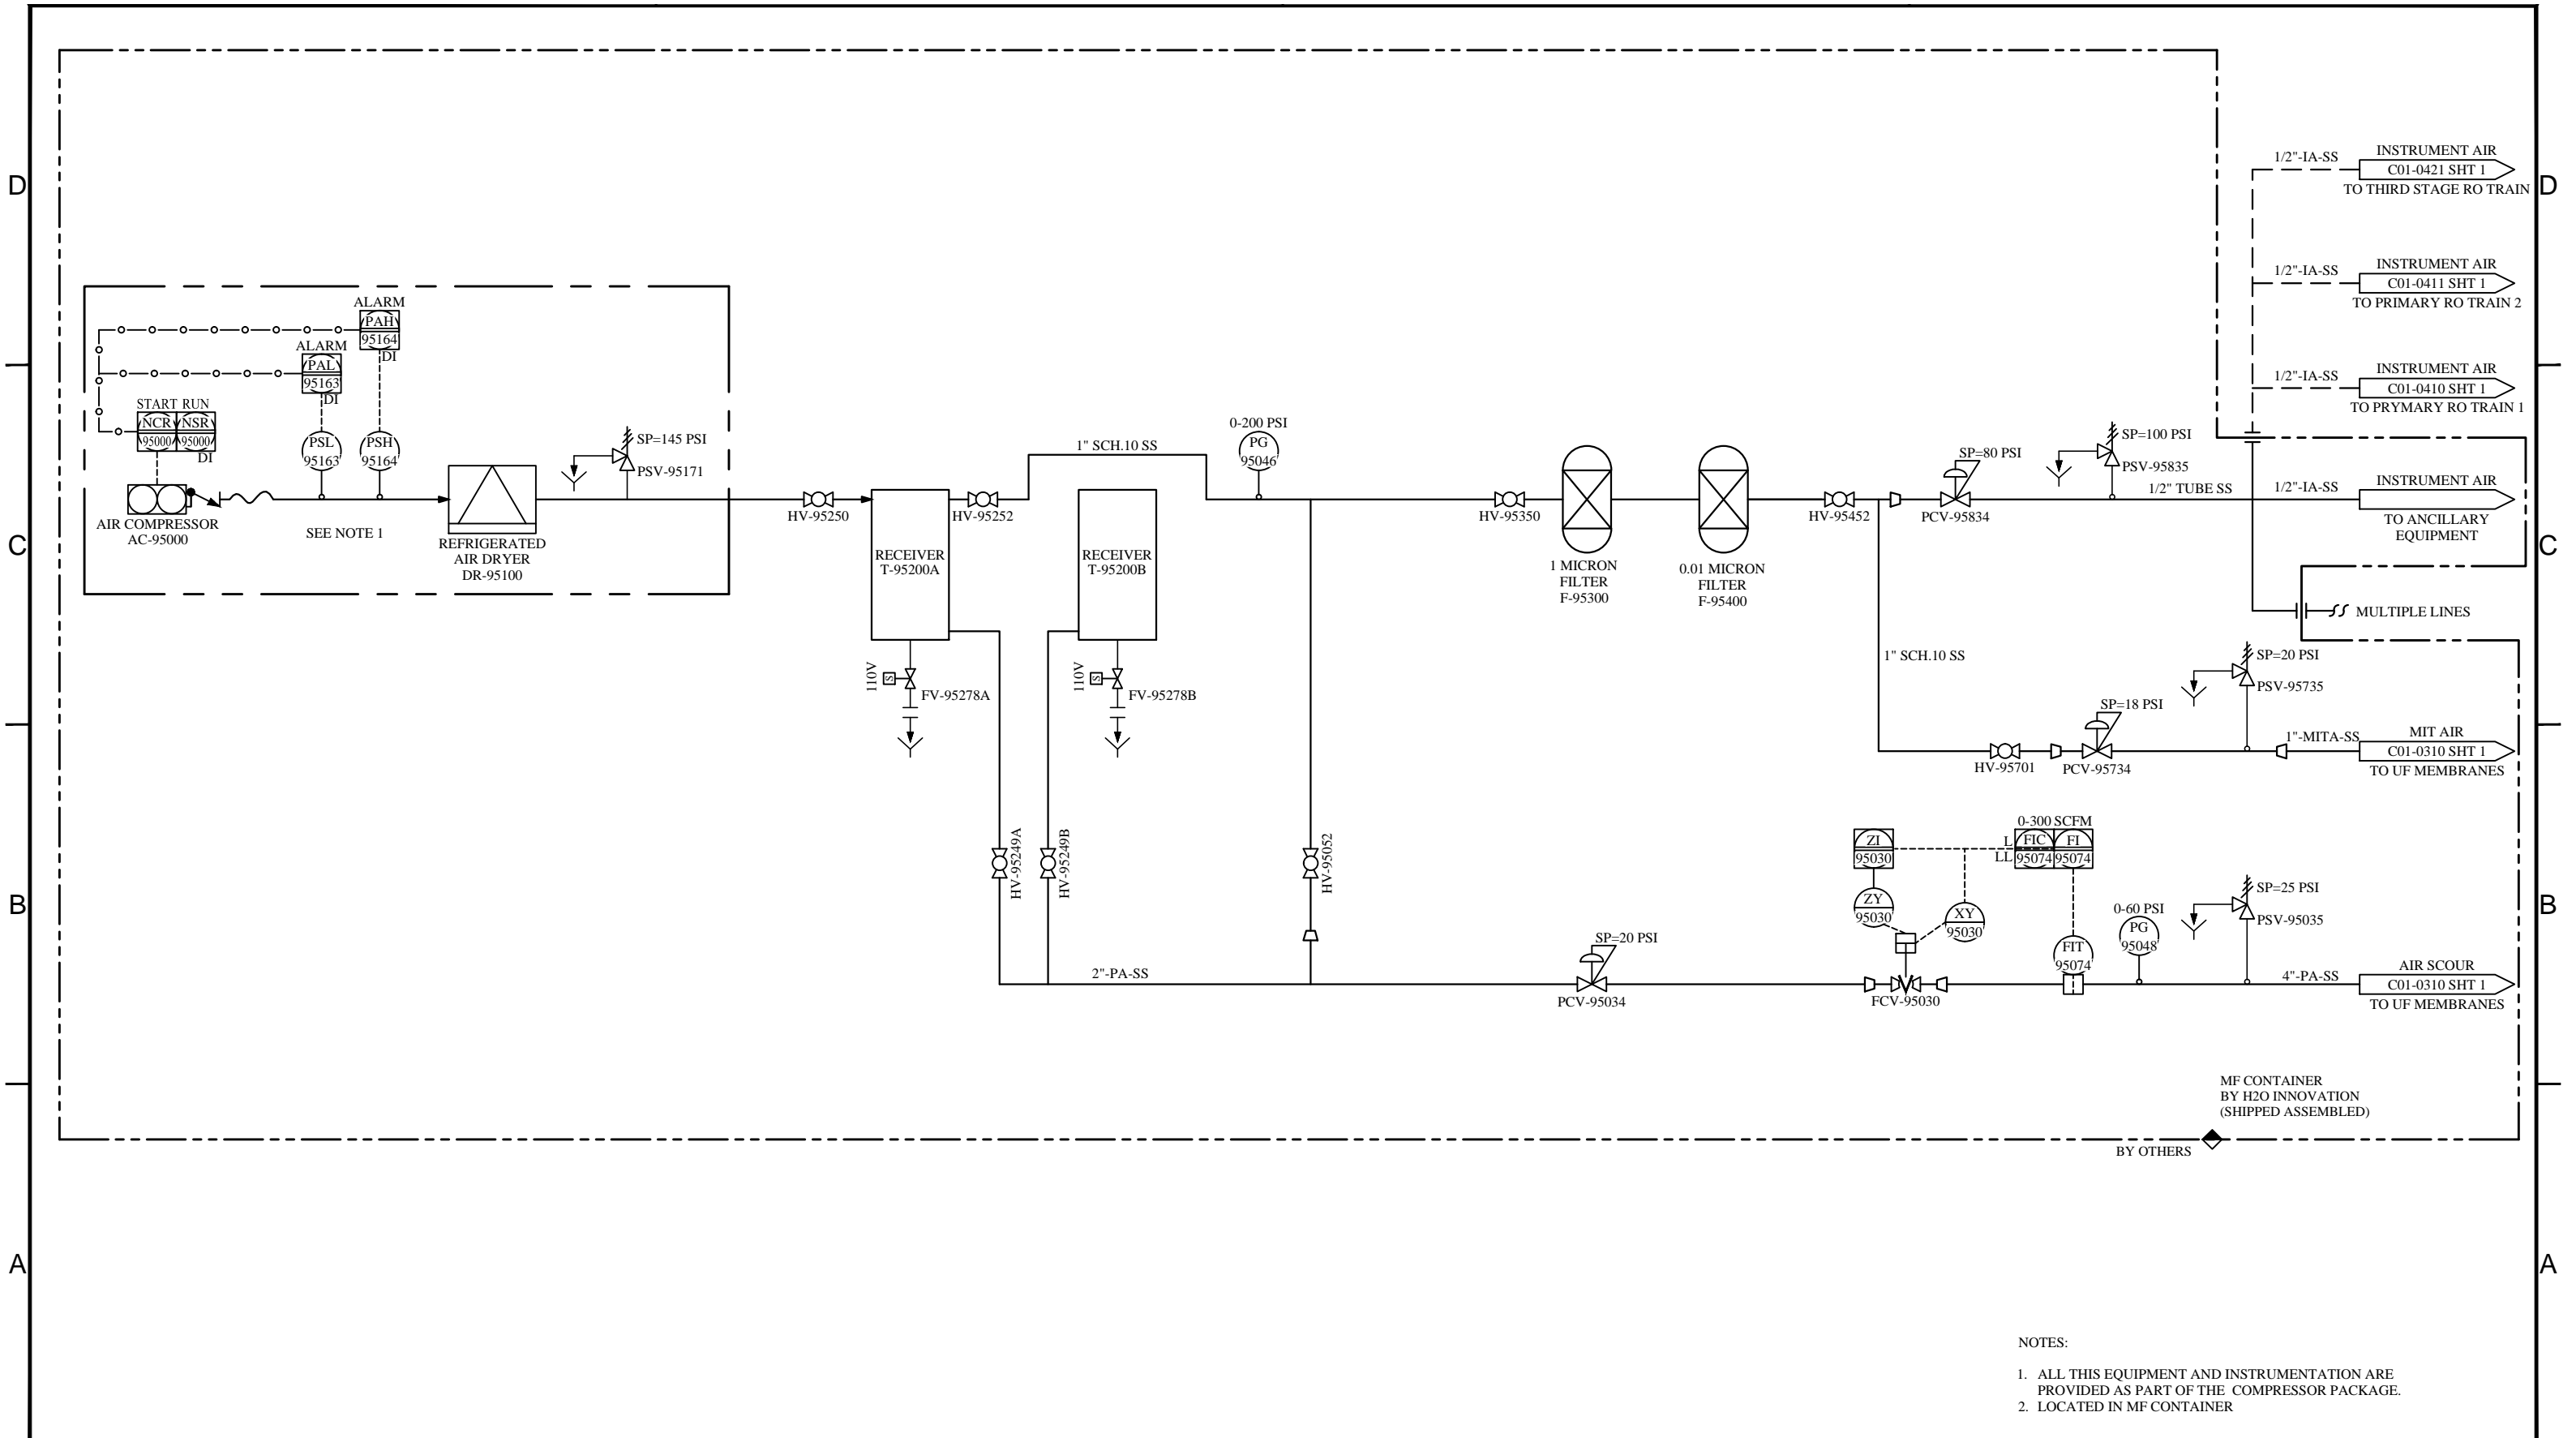 D
D
C
C
B
B
A
A
1/2"-IA-SS
INSTRUMENT AIR
C01-0421 SHT 1
TO THIRD STAGE RO TRAIN
1/2"-IA-SS
INSTRUMENT AIR
C01-0411 SHT 1
TO PRIMARY RO TRAIN 2
1/2"-IA-SS
INSTRUMENT AIR
C01-0410 SHT 1
TO PRYMARY RO TRAIN 1
ALARM
PAH
95164
DI
ALARM
PAL
95163
DI
START RUN
NCR NSR
95000 95000
DI
PSL
95163
PSH
95164
SP=145 PSI
PSV-95171
AIR COMPRESSOR
AC-95000
SEE NOTE 1
REFRIGERATED
AIR DRYER
DR-95100
HV-95250
RECEIVER
T-95200A
HV-95252
1" SCH.10 SS
RECEIVER
T-95200B
0-200 PSI
PG
95046
HV-95350
1 MICRON
FILTER
F-95300
0.01 MICRON
FILTER
F-95400
HV-95452
SP=80 PSI
PCV-95834
SP=100 PSI
PSV-95835
1/2" TUBE SS
1/2"-IA-SS
INSTRUMENT AIR
TO ANCILLARY
EQUIPMENT
MULTIPLE LINES
110V
S
FV-95278A
110V
S
FV-95278B
1" SCH.10 SS
SP=20 PSI
PSV-95735
SP=18 PSI
HV-95701
PCV-95734
1"-MITA-SS
MIT AIR
C01-0310 SHT 1
TO UF MEMBRANES
HV-95249A
HV-95249B
HV-95052
2"-PA-SS
SP=20 PSI
PCV-95034
ZI
95030
ZY
95030
XY
95030
FCV-95030
0-300 SCFM
L
LL
FIC FI
95074 95074
FIT
95074
0-60 PSI
PG
95048
SP=25 PSI
PSV-95035
4"-PA-SS
AIR SCOUR
C01-0310 SHT 1
TO UF MEMBRANES
MF CONTAINER
BY H2O INNOVATION
(SHIPPED ASSEMBLED)
BY OTHERS
NOTES:
1. ALL THIS EQUIPMENT AND INSTRUMENTATION ARE
PROVIDED AS PART OF THE COMPRESSOR PACKAGE.
2. LOCATED IN MF CONTAINER